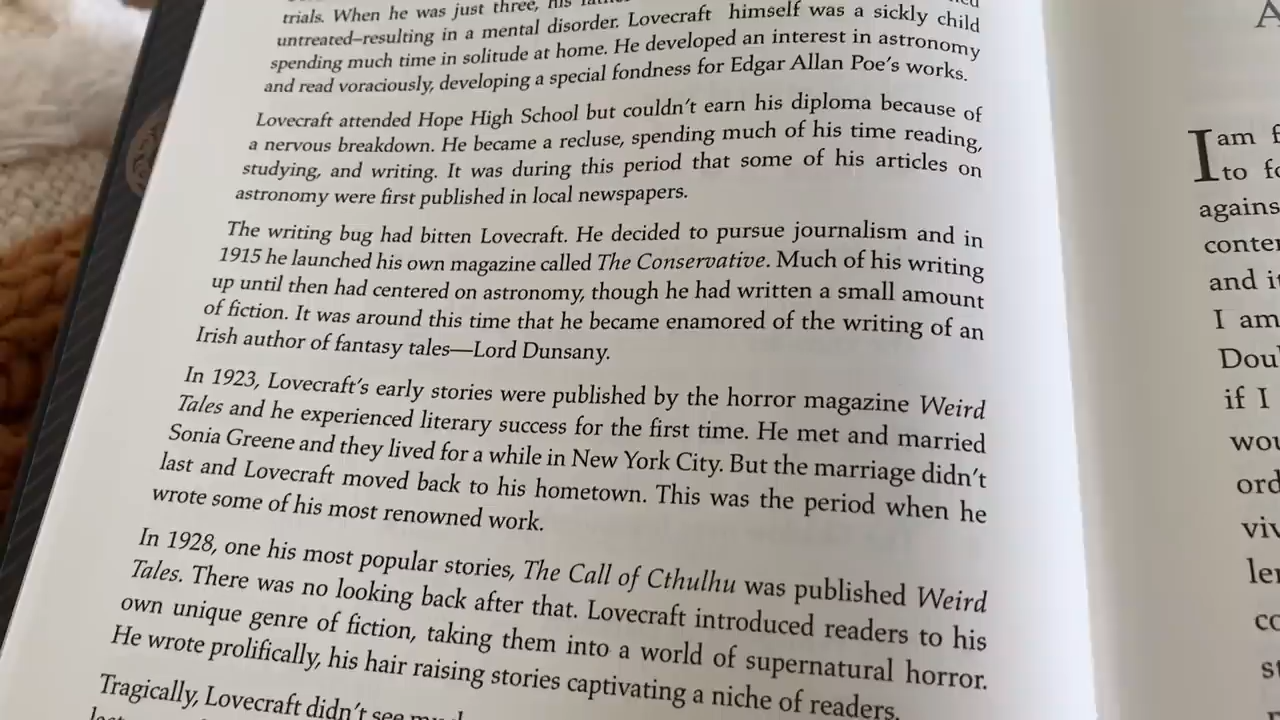 trials. When he was just three, his
untreated–resulting in a mental disorder. Lovecraft himself was a sickly child
spending much time in solitude at home. He developed an interest in astronomy
and read voraciously, developing a special fondness for Edgar Allan Poe's works.
Lovecraft attended Hope High School but couldn't earn his diploma because of
a nervous breakdown. He became a recluse, spending much of his time reading,
studying, and writing. It was during this period that some of his articles on
astronomy were first published in local newspapers.
The writing bug had bitten Lovecraft. He decided to pursue journalism and in
1915 he launched his own magazine called The Conservative. Much of his writing
up until then had centered on astronomy, though he had written a small amount
of fiction. It was around this time that he became enamored of the writing of an
Irish author of fantasy tales—Lord Dunsany.
In 1923, Lovecraft's early stories were published by the horror magazine Weird
Tales and he experienced literary success for the first time. He met and married
Sonia Greene and they lived for a while in New York City. But the marriage didn't
last and Lovecraft moved back to his hometown. This was the period when he
wrote some of his most renowned work.
In 1928, one his most popular stories, The Call of Cthulhu was published Weird
Tales. There was no looking back after that. Lovecraft introduced readers to his
own unique genre of fiction, taking them into a world of supernatural horror.
He wrote prolifically, his hair raising stories captivating a niche of readers.
Tragically, Lovecraft didn't see
A
I am
to
agains
conten
and
I am
Dou
if I
wou
ord
viv